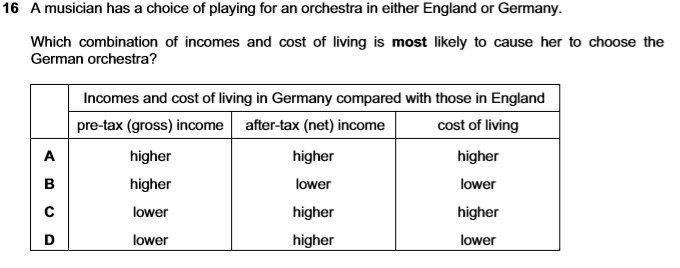 16 A musician has a choice of playing for an orchestra in either England or Germany.
Which combination of incomes and cost of living is most likely to cause her to choose the
German orchestra?
Incomes and cost of living in Germany compared with those in England
pre-tax (gross) income after-tax (net) income cost of living
A higher higher higher
B higher lower lower
C lower higher higher
D lower higher lower